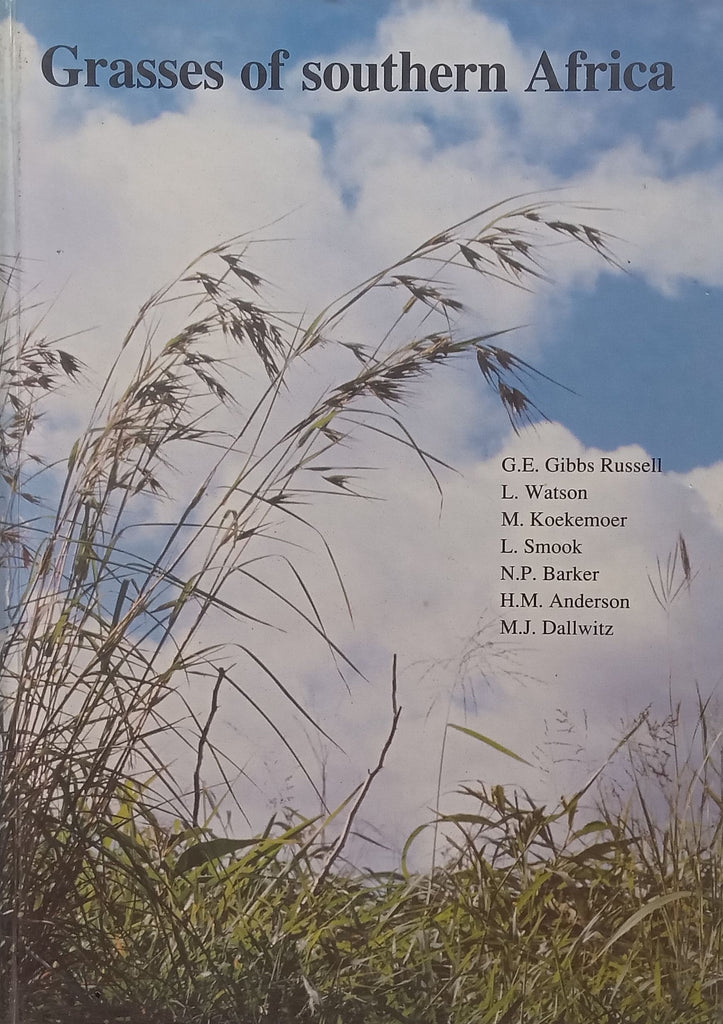 Grasses of southern Africa
G.E. Gibbs Russell
L. Watson
M. Koekemoer
L. Smook
N.P. Barker
H.M. Anderson
M.J. Dallwitz